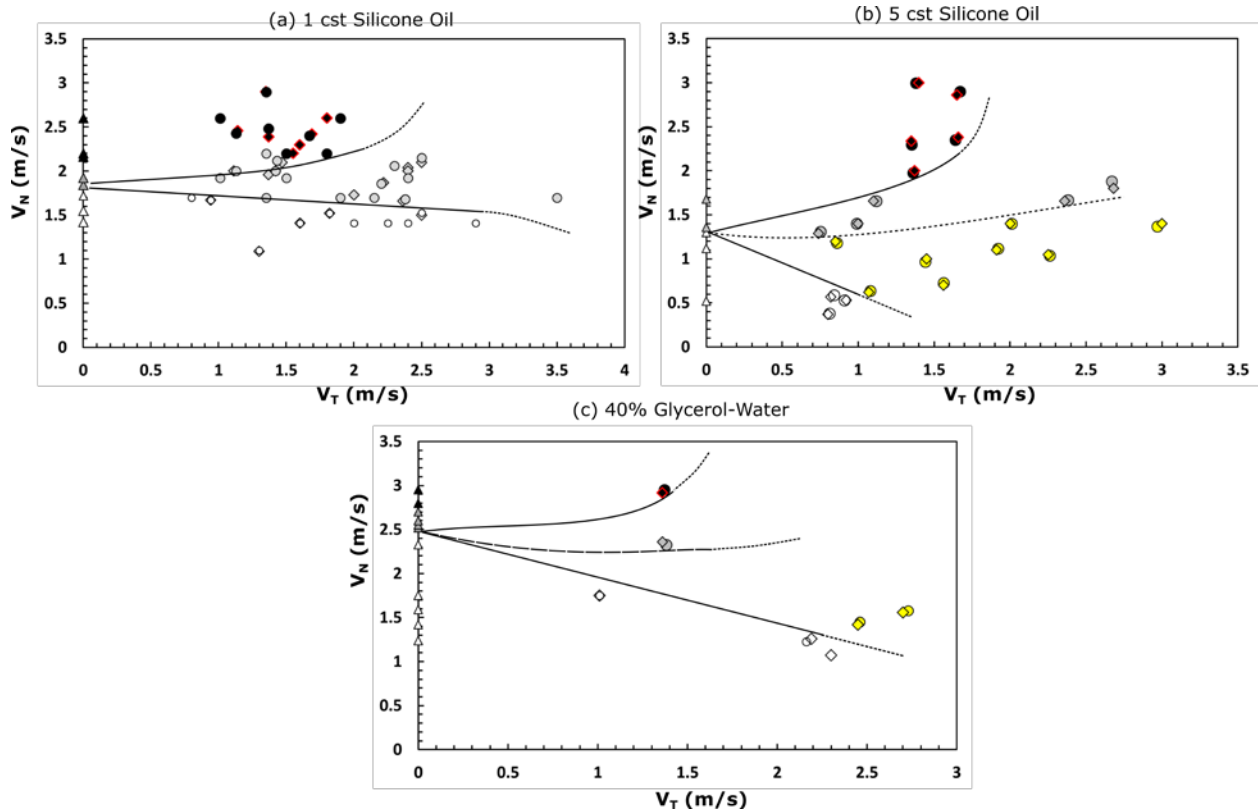 (a) 1 cst Silicone Oil
3.5
3
2.5
2
1.5
1
0.5
0
V_N (m/s)
0 0.5 1 1.5 2 2.5 3 3.5 4
V_T (m/s)
(b) 5 cst Silicone Oil
3.5
3
2.5
2
1.5
1
0.5
0
V_N (m/s)
0 0.5 1 1.5 2 2.5 3 3.5
V_T (m/s)
(c) 40% Glycerol-Water
3.5
3
2.5
2
1.5
1
0.5
0
V_N (m/s)
0 0.5 1 1.5 2 2.5 3
V_T (m/s)